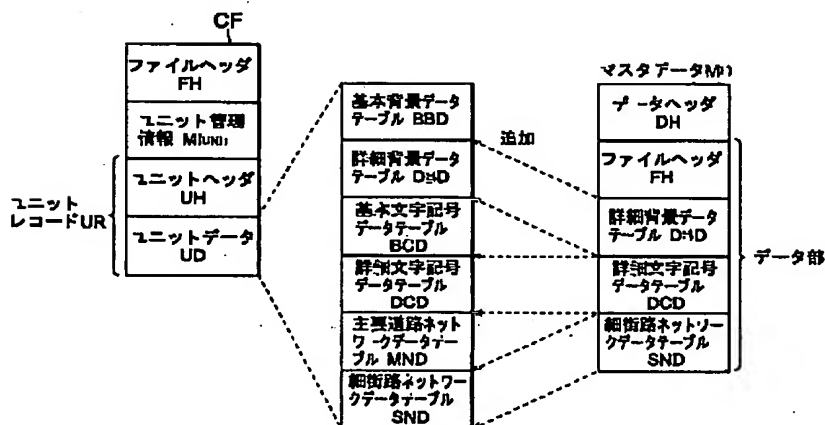 CF
ファイルヘッダ
FH
ユニット管理
情報
ユニットヘッダ
UH
ユニットデータ
UD
ユニット
レコードUR
基本背景データ
テーブル BBD
詳細背景データ
テーブル
基本文字記号
データテーブル
BCD
詳細文字記号
データテーブル
DCD
主要道路ネット
ワークデータテー
ブル MND
細街路ネットワー
クデータテーブル
SND
追加
マスタデータ
データヘッダ
DH
ファイルヘッダ
FH
詳細背景データ
テーブル
詳細文字記号
データテーブル
DCD
細街路ネットワー
クデータテーブル
SND
データ部